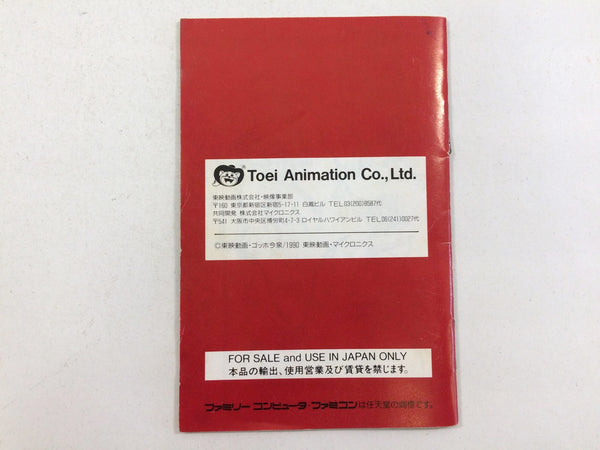 Toei Animation Co., Ltd.
東映動画株式会社・映像事業部
〒160 東京都新宿区新宿5-17-11 白鳳ビル TEL.03(200)8587代
共同開発 株式会社マイクロニクス
〒541 大阪市中央区博労町4-7-3 ロイヤルハワイアンビル TEL.06(241)0027代
©東映動画・ゴッホ今泉/1990 東映動画・マイクロニクス
FOR SALE and USE IN JAPAN ONLY
本品の輸出、使用営業及び賃貸を禁じます。
ファミリーコンピュータ・ファミコンは任天堂の商標です。